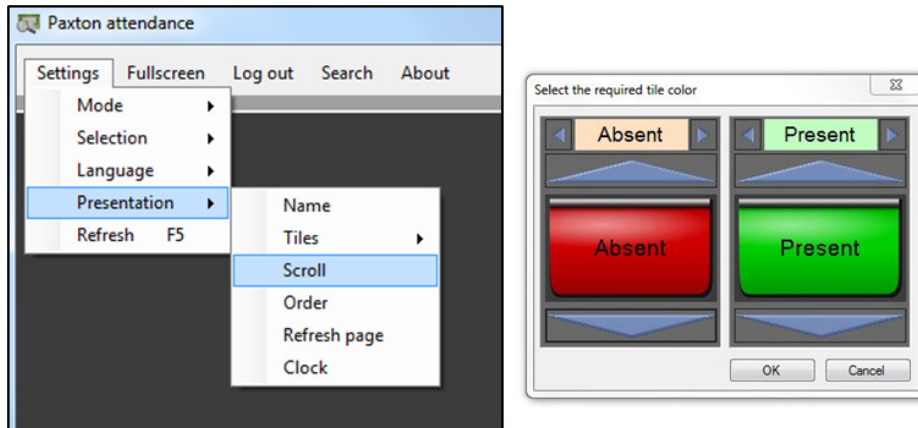 Paxton attendance
Settings Fullscreen Log out Search About
Mode
Selection
Language
Presentation
Refresh F5
Name
Tiles
Scroll
Order
Refresh page
Clock
Select the required tile color
Absent Present
Absent Present
OK Cancel